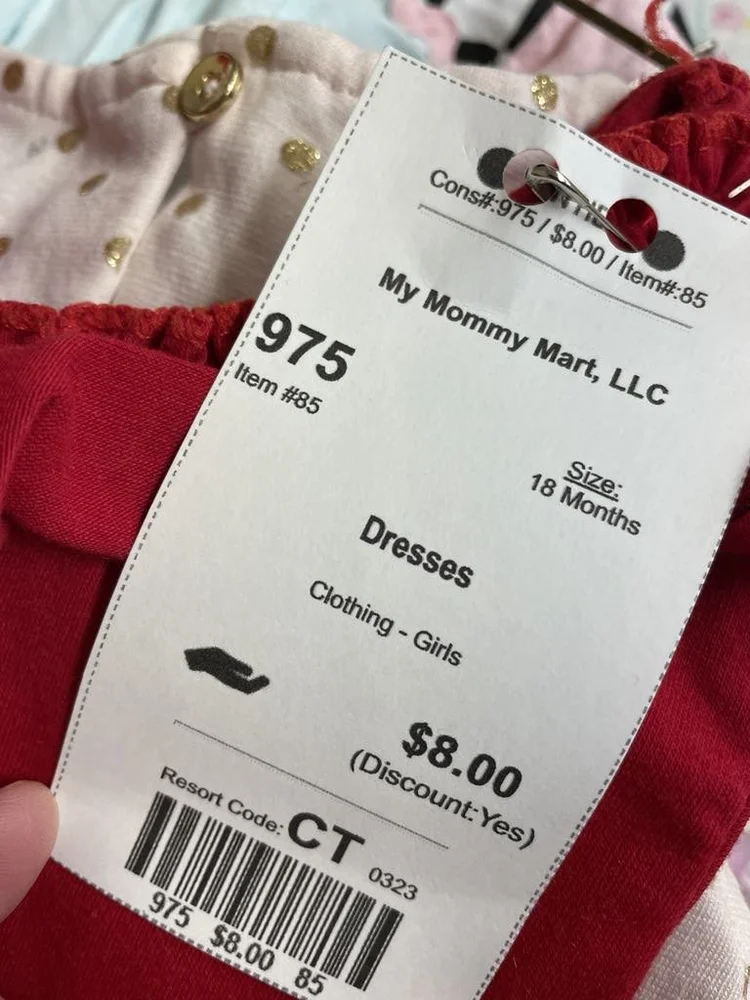 Cons#:975 / $8.00 / Item#:85
My Mommy Mart, LLC
975
Item #85
Size:
18 Months
Dresses
Clothing - Girls
$8.00
(Discount:Yes)
Resort Code: CT 0323
975 $8.00 85